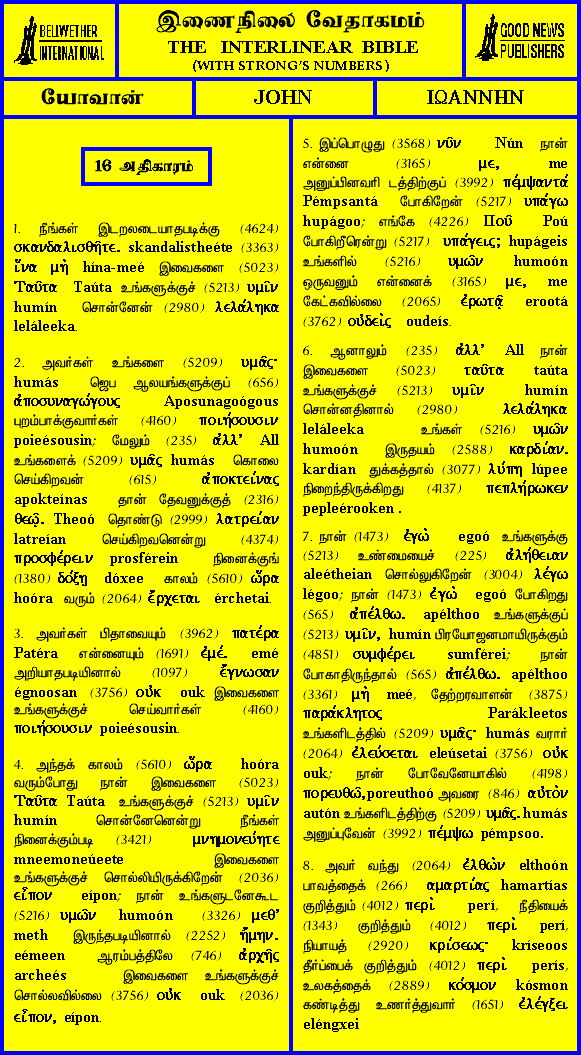 BELLWETHER
INTERNATIONAL
இணைநிலை வேதாகமம்
THE INTERLINEAR BIBLE
(WITH STRONG'S NUMBERS)
GOOD NEWS
PUBLISHERS
யோவான்
JOHN
ΙΩΑΝΝΗΝ
16 அதிகாரம்
1. நீங்கள் இடறலடையாதபடிக்கு (4624)
σκανδαλισθῆτε. skandalistheéte (3363)
ἵνα μὴ hína-meé இவைகளை (5023)
Ταῦτα Taúta உங்களுக்குச் (5213) υμῖν
humín சொன்னேன் (2980) λελάληκα
leláleeka.
2. அவர்கள் உங்களை (5209) υμᾶς·
humás ஜெப ஆலயங்களுக்குப் (656)
ἀποσυναγώγους Aposunagoógous
புறம்பாக்குவார்கள் (4160) ποιήσουσιν
poieésousin; மேலும் (235) ἀλλ' All
உங்களைக் (5209) υμᾶς humás கொலை
செய்கிறவன் (615) ἀποκτείνας
apokteínas தான் தேவனுக்குத் (2316)
θεῷ. Theoó தொண்டு (2999) λατρείαν
latreían செய்கிறவனென்று (4374)
προσφέρειν prosférein நினைக்குங்
(1380) δόξῃ dóxee காலம் (5610) ὥρα
hoóra வரும் (2064) ἔρχεται érchetai.
3. அவர்கள் பிதாவையும் (3962) πατέρα
Patéra என்னையும் (1691) ἐμέ. emé
அறியாதபடியினால் (1097) ἔγνωσαν
égnoosan (3756) οὐκ ouk இவைகளை
உங்களுக்குச் செய்வார்கள் (4160)
ποιήσουσιν poieésousin.
4. அந்தக் காலம் (5610) ὥρα hoóra
வரும்போது நான் இவைகளை (5023)
Ταῦτα Taúta உங்களுக்குச் (5213) υμῖν
humín சொன்னேனென்று நீங்கள்
நினைக்கும்படி (3421) μνημονεύητε
mneemoneúeete இவைகளை
உங்களுக்குச் சொல்லியிருக்கிறேன் (2036)
εἶπον eípon; நான் உங்களுடனேகூட
(5216) υμῶν humoón (3326) μεθ'
meth இருந்தபடியினால் (2252) ἤμην.
eémeen ஆரம்பத்திலே (746) ἀρχῆς
archeés இவைகளை உங்களுக்குச்
சொல்லவில்லை (3756) οὐκ ouk (2036)
εἶπον, eípon.
5. இப்பொழுது (3568) νῦν Nún நான்
என்னை (3165) με, me
அனுப்பினவரி டத்திற்குப் (3992) πέμψαντά
Pémpsantá போகிறேன் (5217) υπάγω
hupágoo; எங்கே (4226) Ποῦ Poú
போகிறீரென்று (5217) υπάγεις; hupágeis
உங்களில் (5216) υμῶν humoón
ஒருவனும் என்னைக் (3165) με, me
கேட்கவில்லை (2065) ἐρωτᾷ erootá
(3762) οὐδεὶς oudeís.
6. ஆனாலும் (235) ἀλλ' All நான்
இவைகளை (5023) ταῦτα taúta
உங்களுக்குச் (5213) υμῖν humín
சொன்னதினால் (2980) λελάληκα
leláleeka உங்கள் (5216) υμῶν
humoón இருதயம் (2588) καρδίαν.
kardían துக்கத்தால் (3077) λύπη lúpee
நிறைந்திருக்கிறது (4137) πεπλήρωκεν
pepleérooken .
7. நான் (1473) ἐγὼ egoó உங்களுக்கு
(5213) உண்மையைச் (225) ἀλήθειαν
aleétheian சொல்லுகிறேன் (3004) λέγω
légoo; நான் (1473) ἐγὼ egoó போகிறது
(565) ἀπέλθω. apélthoo உங்களுக்குப்
(5213) υμῖν, humín பிரயோஜனமாயிருக்கும்
(4851) συμφέρει sumférei; நான்
போகாதிருந்தால் (565) ἀπέλθω. apélthoo
(3361) μὴ meé, தேற்றரவாளன் (3875)
παράκλητος Parákleetos
உங்களிடத்தில் (5209) υμᾶς· humás வரார்
(2064) ἐλεύσεται eleúsetai (3756) οὐκ
ouk; நான் போவேனேயாகில் (4198)
πορευθῶ, poreuthoó அவரை (846) αὐτὸν
autón உங்களிடத்திற்கு (5209) υμᾶς. humás
அனுப்புவேன் (3992) πέμψω pémpsoo.
8. அவர் வந்து (2064) ἐλθὼν elthoón
பாவத்தைக் (266) αμαρτίας hamartías
குறித்தும் (4012) περὶ perí, நீதியைக்
(1343) குறித்தும் (4012) περὶ perí,
நியாயத் (2920) κρίσεως· kríseoos
தீர்ப்பைக் குறித்தும் (4012) περὶ perís,
உலகத்தைக் (2889) κόσμον kósmon
கண்டித்து உணர்த்துவார் (1651) ἐλέγξει
eléngxei